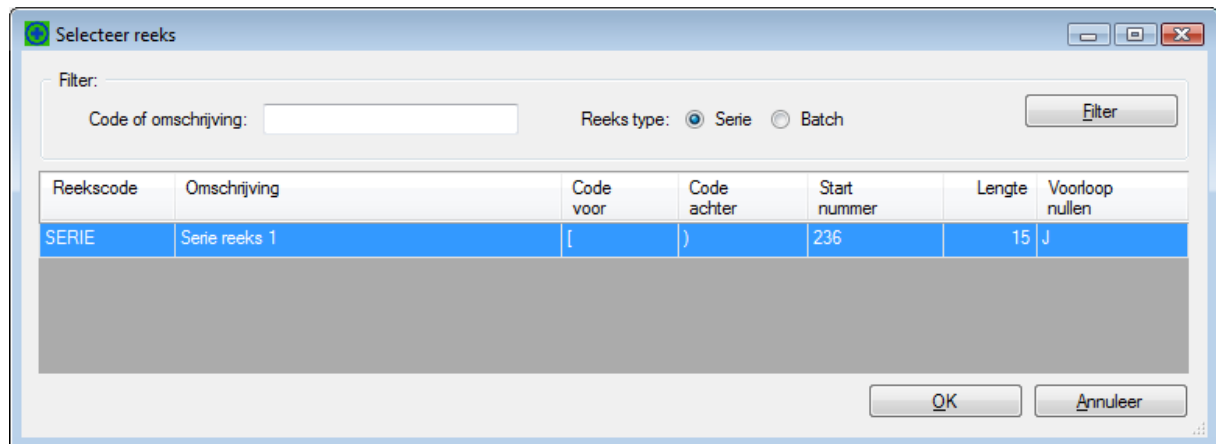 Selecteer reeks
Filter:
Code of omschrijving: Reeks type: Serie Batch Filter
Reekscode Omschrijving Code voor Code achter Start nummer Lengte Voorloop nullen
SERIE Serie reeks 1 [ ) 236 15 J
OK Annuleer